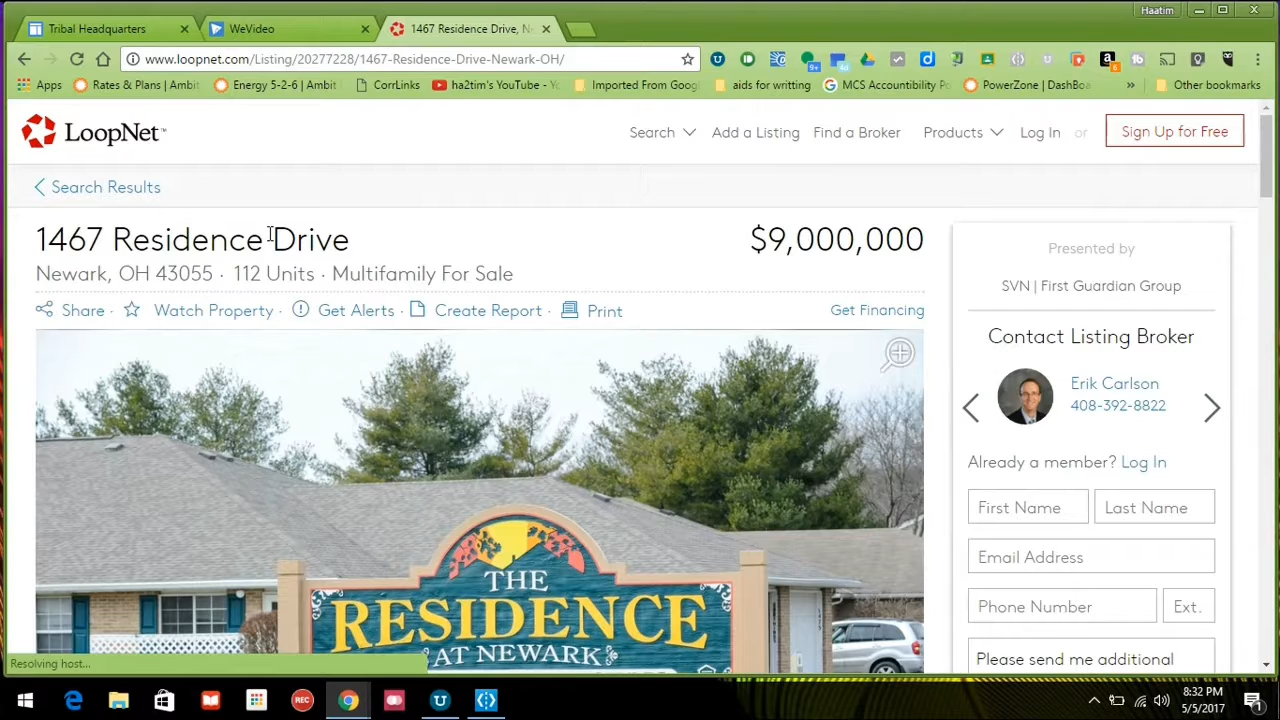 Haatim
Tribal Headquarters
WeVideo
1467 Residence Drive, Ne
www.loopnet.com/Listing/20277228/1467-Residence-Drive-Newark-OH/
Apps
Rates & Plans | Ambit
Energy 5-2-6 | Ambit
CorrLinks
ha2tim's YouTube - Yo
Imported From Goog
aids for writting
MCS Accountibility Po
PowerZone | DashBoa
»
Other bookmarks
LoopNet™
Search
Add a Listing
Find a Broker
Products
Log In
or
Sign Up for Free
Search Results
1467 Residence Drive
$9,000,000
Newark, OH 43055 · 112 Units · Multifamily For Sale
Share ·
Watch Property ·
Get Alerts ·
Create Report ·
Print
Get Financing
Presented by
SVN | First Guardian Group
Contact Listing Broker
Erik Carlson
408-392-8822
Already a member? Log In
First Name
Last Name
Email Address
Phone Number
Ext.
Please send me additional
THE
RESIDENCE
AT NEWARK
Resolving host...
REC
8:32 PM
5/5/2017